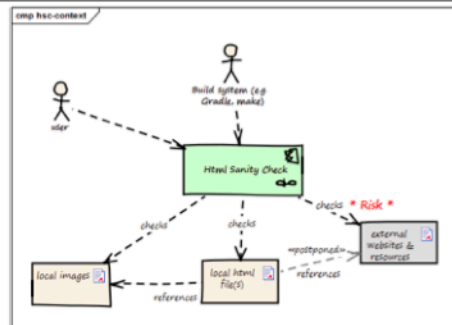 cmp hsc-context
Build system (e.g.
Gradle, make)
user
Html Sanity Check
checks * Risk *
checks
checks
external
websites &
resources
«postponed»
references
local images
local html
file(s)
references